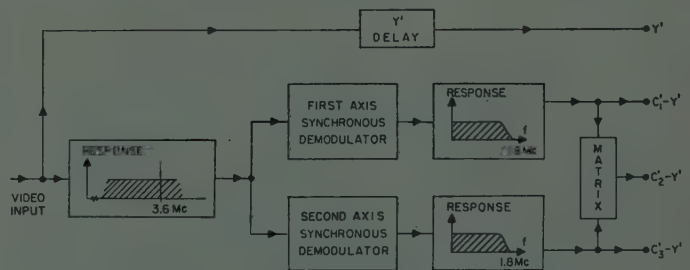 Y'
DELAY
Y'
RESPONSE
3.6 Mc
VIDEO
INPUT
FIRST AXIS
SYNCHRONOUS
DEMODULATOR
RESPONSE
f
C'₁-Y'
MATRIX
C'₂-Y'
SECOND AXIS
SYNCHRONOUS
DEMODULATOR
RESPONSE
f
1.8Mc
C'₃-Y'